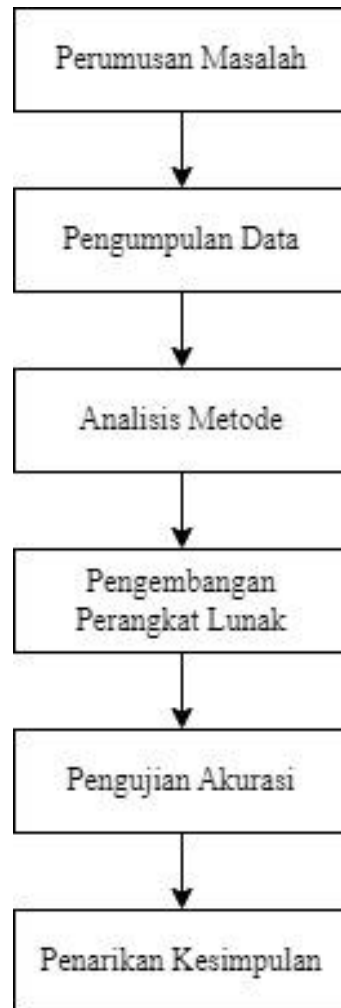 Perumusan Masalah
Pengumpulan Data
Analisis Metode
Pengembangan
Perangkat Lunak
Pengujian Akurasi
Penarikan Kesimpulan